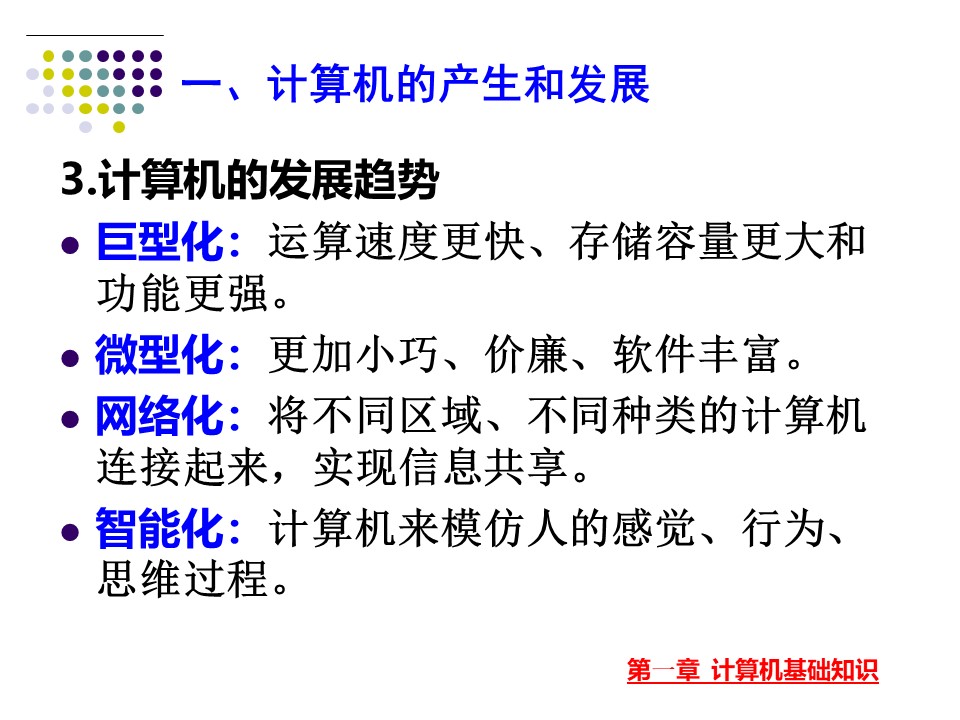 一、计算机的产生和发展
3.计算机的发展趋势
巨型化：运算速度更快、存储容量更大和
功能更强。
微型化：更加小巧、价廉、软件丰富。
网络化：将不同区域、不同种类的计算机
连接起来，实现信息共享。
智能化：计算机来模仿人的感觉、行为、
思维过程。
第一章 计算机基础知识